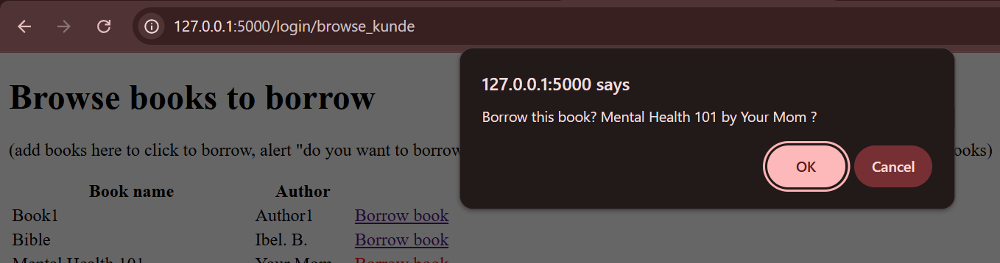 127.0.0.1:5000/login/browse_kunde
127.0.0.1:5000 says
Borrow this book? Mental Health 101 by Your Mom ?
OK Cancel
Browse books to borrow
(add books here to click to borrow, alert "do you want to borrow ooks)
Book name Author
Book1 Author1 Borrow book
Bible Ibel. B. Borrow book
Mental Health 101 Your Mom Borrow book